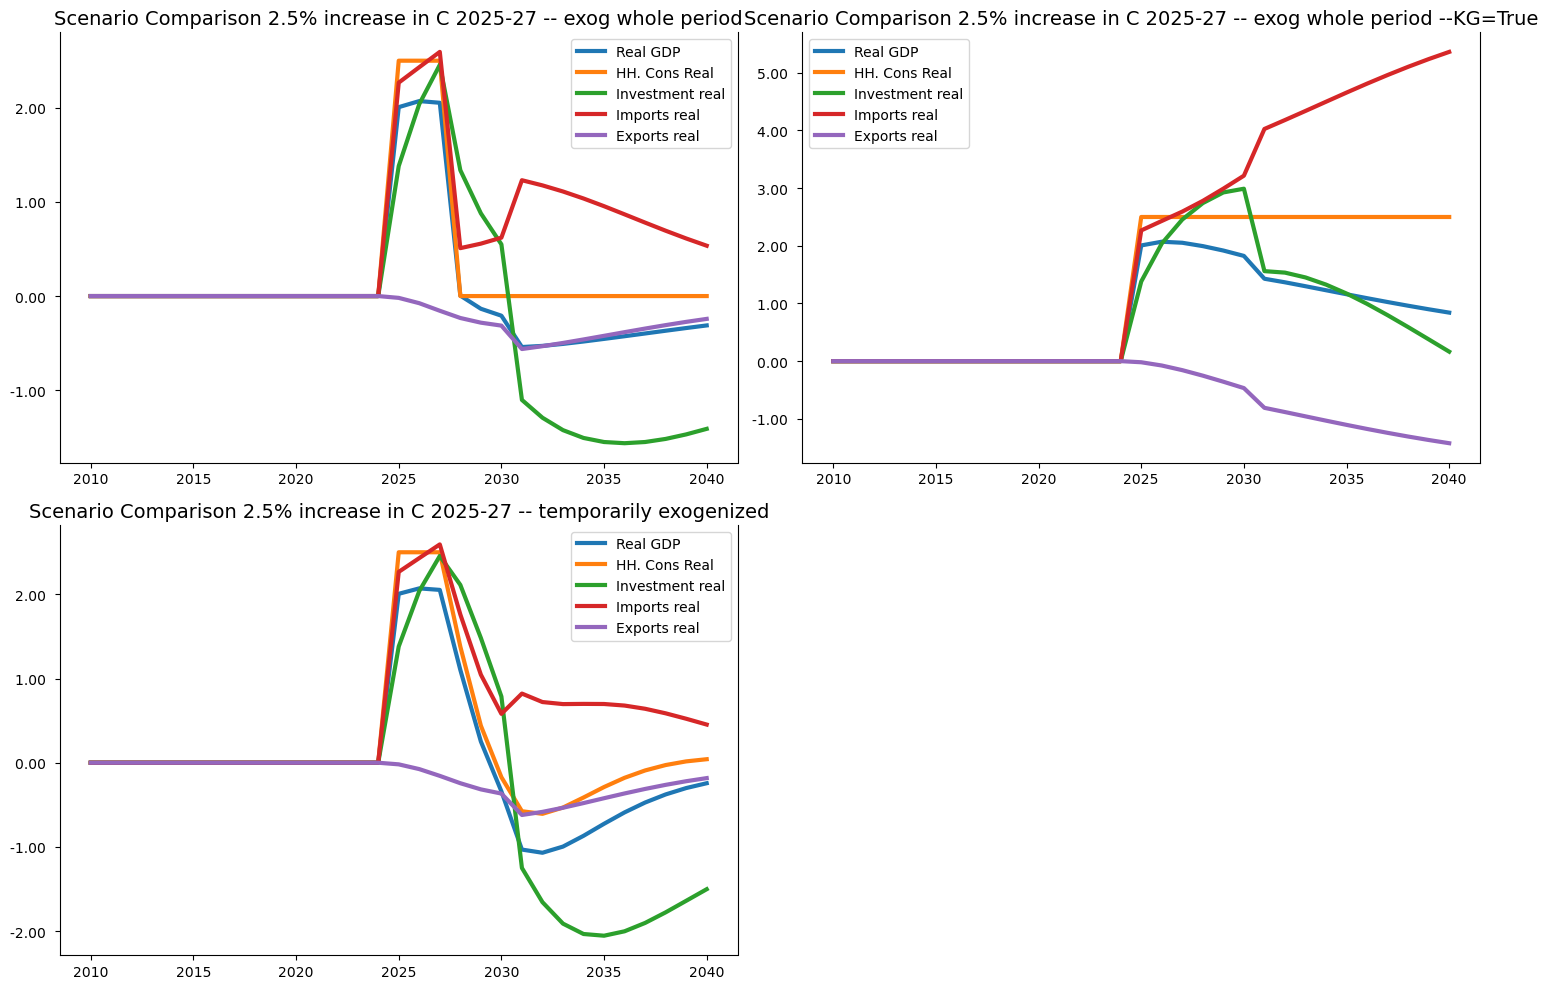 Scenario Comparison 2.5% increase in C 2025-27 -- exog whole period
Real GDP
HH. Cons Real
Investment real
Imports real
Exports real
2.00
1.00
0.00
-1.00
2010 2015 2020 2025 2030 2035 2040
Scenario Comparison 2.5% increase in C 2025-27 -- exog whole period --KG=True
Real GDP
HH. Cons Real
Investment real
Imports real
Exports real
5.00
4.00
3.00
2.00
1.00
0.00
-1.00
2010 2015 2020 2025 2030 2035 2040
Scenario Comparison 2.5% increase in C 2025-27 -- temporarily exogenized
Real GDP
HH. Cons Real
Investment real
Imports real
Exports real
2.00
1.00
0.00
-1.00
-2.00
2010 2015 2020 2025 2030 2035 2040